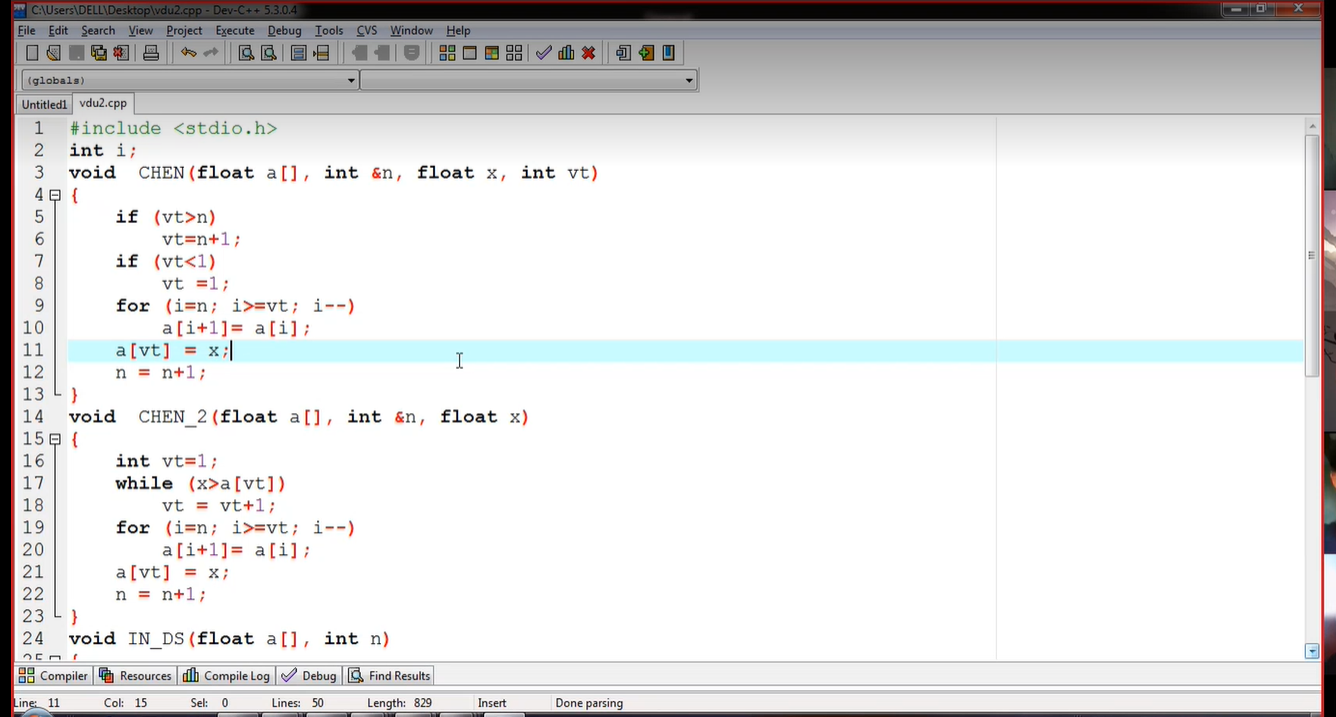 C:\Users\DELL\Desktop\vdu2.cpp - Dev-C++ 5.3.0.4
File Edit Search View Project Execute Debug Tools CVS Window Help
(globals)
Untitled1 vdu2.cpp
1 #include <stdio.h>
2 int i;
3 void CHEN(float a[], int &n, float x, int vt)
4 {
5 if (vt>n)
6 vt=n+1;
7 if (vt<1)
8 vt =1;
9 for (i=n; i>=vt; i--)
10 a[i+1]= a[i];
11 a[vt] = x;
12 n = n+1;
13 }
14 void CHEN_2(float a[], int &n, float x)
15 {
16 int vt=1;
17 while (x>a[vt])
18 vt = vt+1;
19 for (i=n; i>=vt; i--)
20 a[i+1]= a[i];
21 a[vt] = x;
22 n = n+1;
23 }
24 void IN_DS(float a[], int n)
25 {
Compiler Resources Compile Log Debug Find Results
Line: 11 Col: 15 Sel: 0 Lines: 50 Length: 829 Insert Done parsing